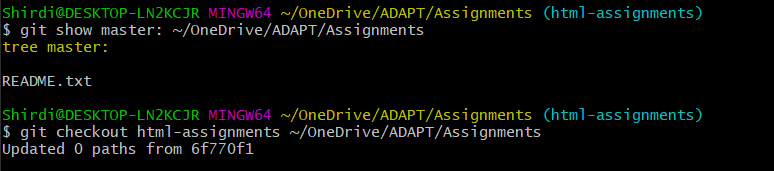 Shirdi@DESKTOP-LN2KCJR MINGW64 ~/OneDrive/ADAPT/Assignments (html-assignments)
$ git show master: ~/OneDrive/ADAPT/Assignments
tree master:
README.txt
Shirdi@DESKTOP-LN2KCJR MINGW64 ~/OneDrive/ADAPT/Assignments (html-assignments)
$ git checkout html-assignments ~/OneDrive/ADAPT/Assignments
Updated 0 paths from 6f770f1